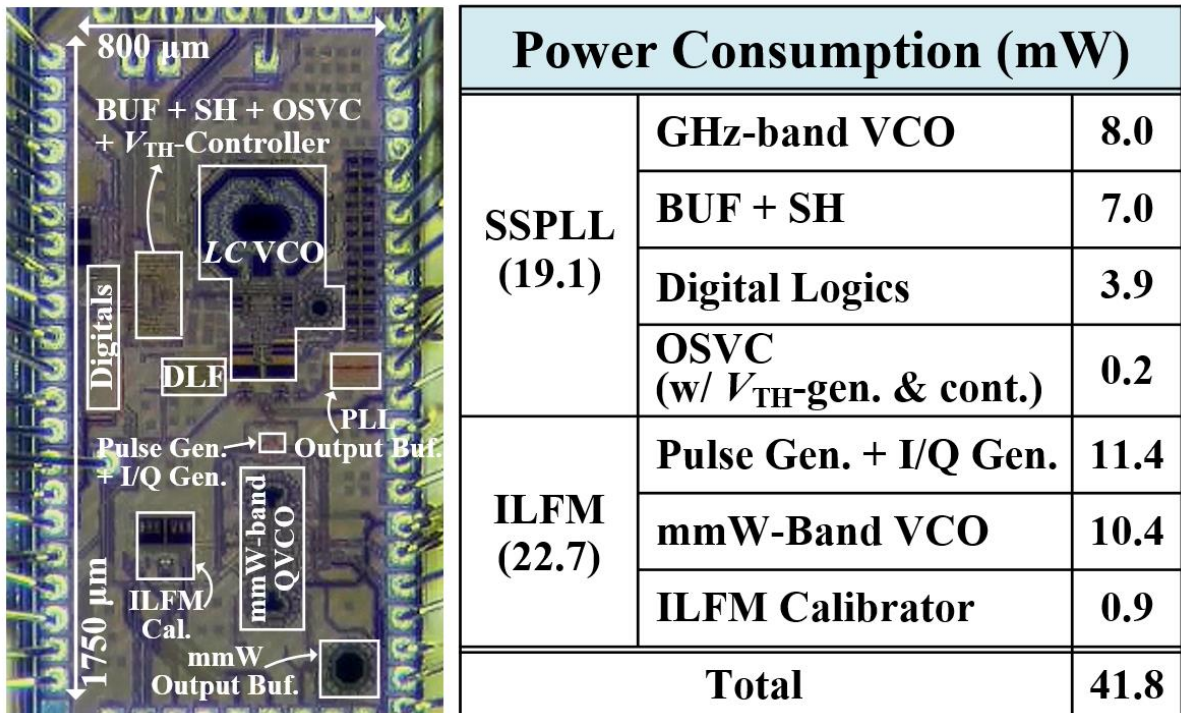 800 μm
BUF + SH + OSVC
+ VTH-Controller
LC VCO
Digitals
DLF
PLL
Output Buf.
Pulse Gen.
+ I/Q Gen.
mmW-band
QVCO
ILFM
Cal.
1750 μm
mmW
Output Buf.
Power Consumption (mW)
SSPLL
(19.1)
GHz-band VCO 8.0
BUF + SH 7.0
Digital Logics 3.9
OSVC
(w/ VTH-gen. & cont.) 0.2
ILFM
(22.7)
Pulse Gen. + I/Q Gen. 11.4
mmW-Band VCO 10.4
ILFM Calibrator 0.9
Total 41.8